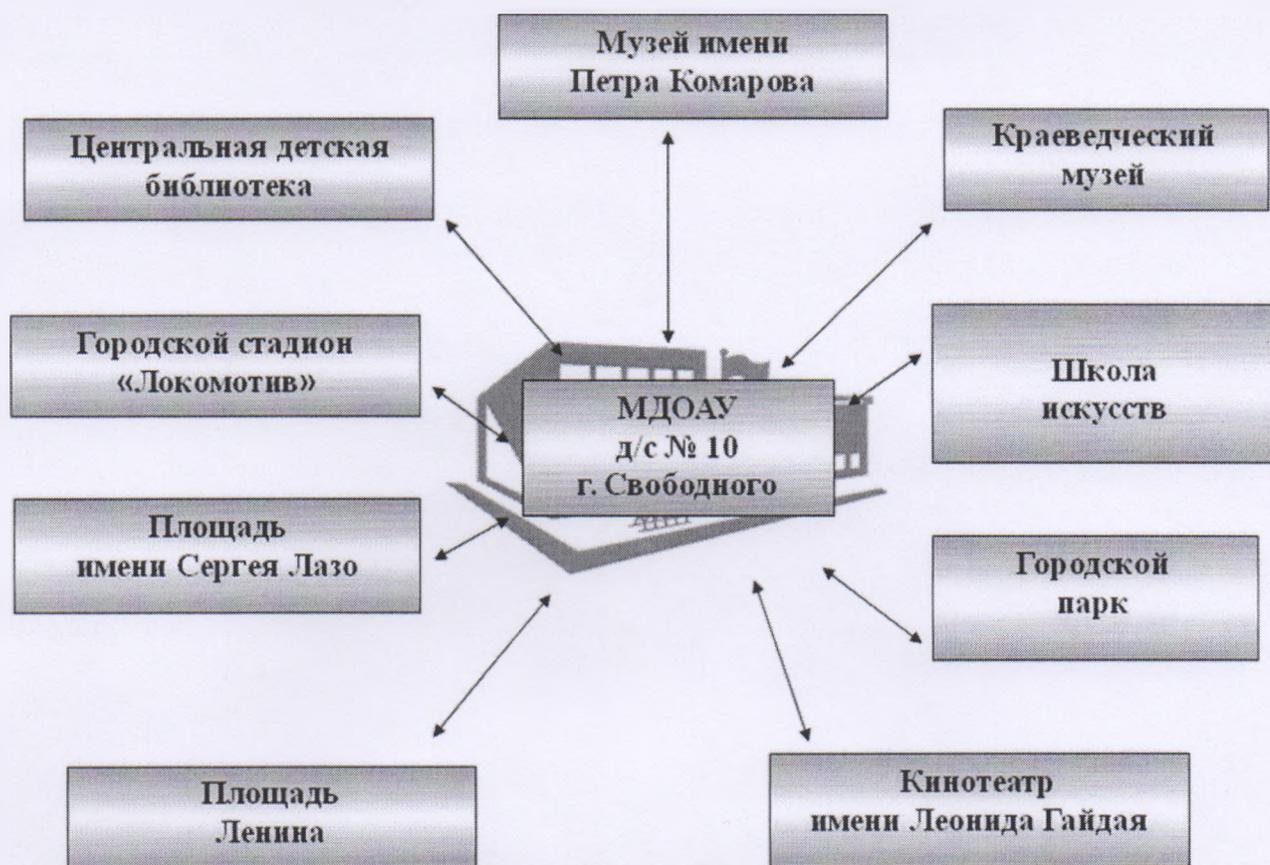 Музей имени
Петра Комарова
Центральная детская
библиотека
Краеведческий
музей
Городской стадион
«Локомотив»
Школа
искусств
МДОАУ
д/с № 10
г. Свободного
Площадь
имени Сергея Лазо
Городской
парк
Площадь
Ленина
Кинотеатр
имени Леонида Гайдая